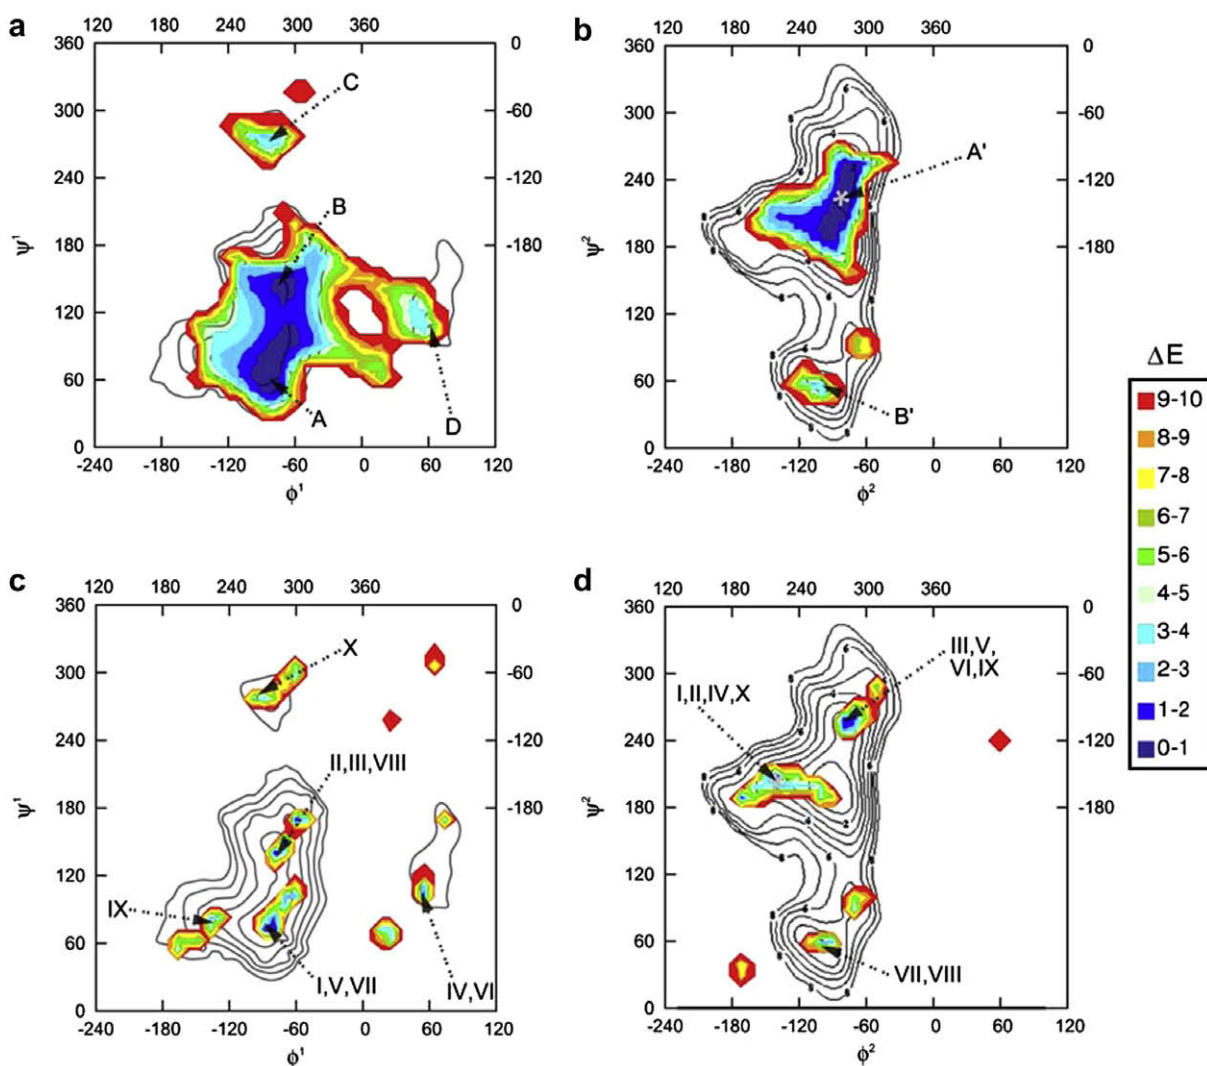 a
120 180 240 300 360
360 300 240 180 120 60 0
0 -60 -120 -180
ψ¹
C
B
A
D
-240 -180 -120 -60 0 60 120
ϕ¹
b
120 180 240 300 360
360 300 240 180 120 60 0
0 -60 -120 -180
ψ²
A'
B'
-240 -180 -120 -60 0 60 120
ϕ²
ΔE
9-10
8-9
7-8
6-7
5-6
4-5
3-4
2-3
1-2
0-1
c
120 180 240 300 360
360 300 240 180 120 60 0
0 -60 -120 -180
ψ¹
X
II,III,VIII
IX
I,V,VII
IV,VI
-240 -180 -120 -60 0 60 120
ϕ¹
d
120 180 240 300 360
360 300 240 180 120 60 0
0 -60 -120 -180
ψ²
III,V,
VI,IX
I,II,IV,X
VII,VIII
-240 -180 -120 -60 0 60 120
ϕ²